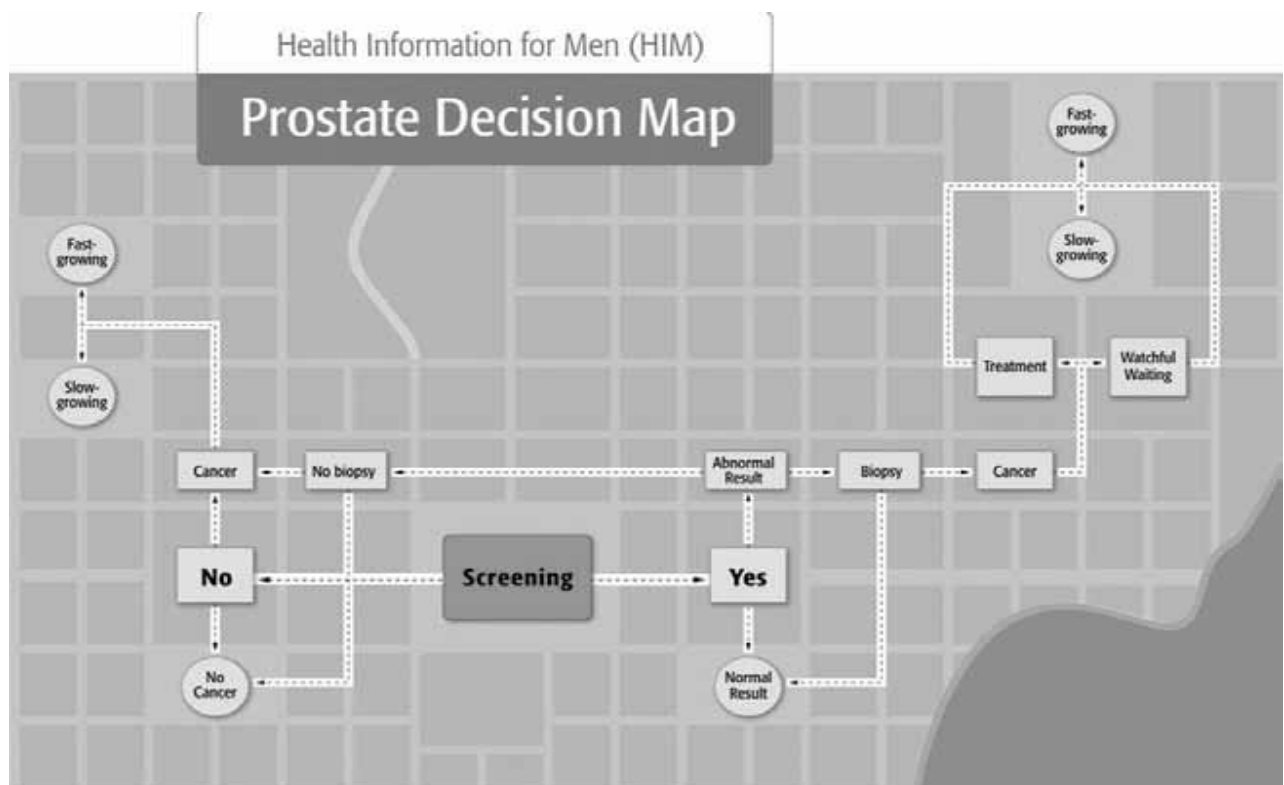 Health Information for Men (HIM)
Prostate Decision Map
Fast-
growing
Slow-
growing
Fast-
growing
Slow-
growing
Treatment
Watchful
Waiting
Cancer
No biopsy
Abnormal
Result
Biopsy
Cancer
No
Screening
Yes
No
Cancer
Normal
Result